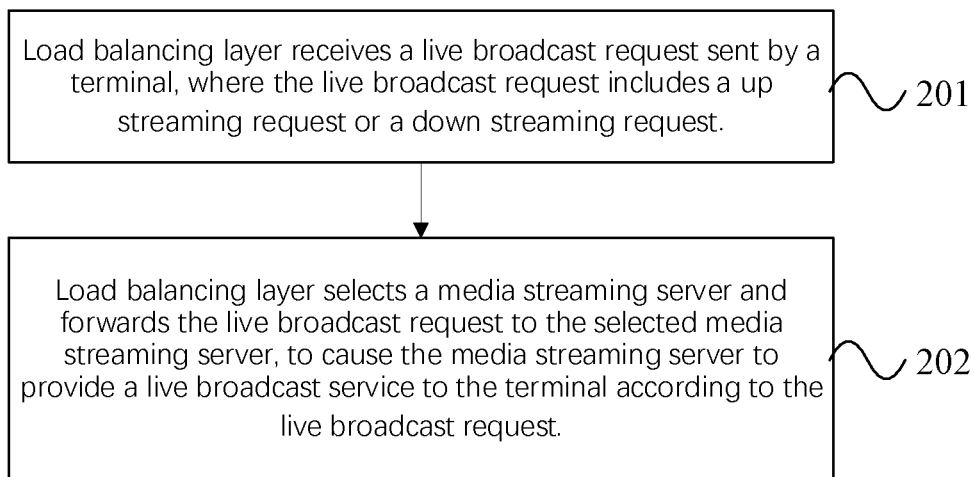 Load balancing layer receives a live broadcast request sent by a
terminal, where the live broadcast request includes a up
streaming request or a down streaming request.
201
Load balancing layer selects a media streaming server and
forwards the live broadcast request to the selected media
streaming server, to cause the media streaming server to
provide a live broadcast service to the terminal according to the
live broadcast request.
202